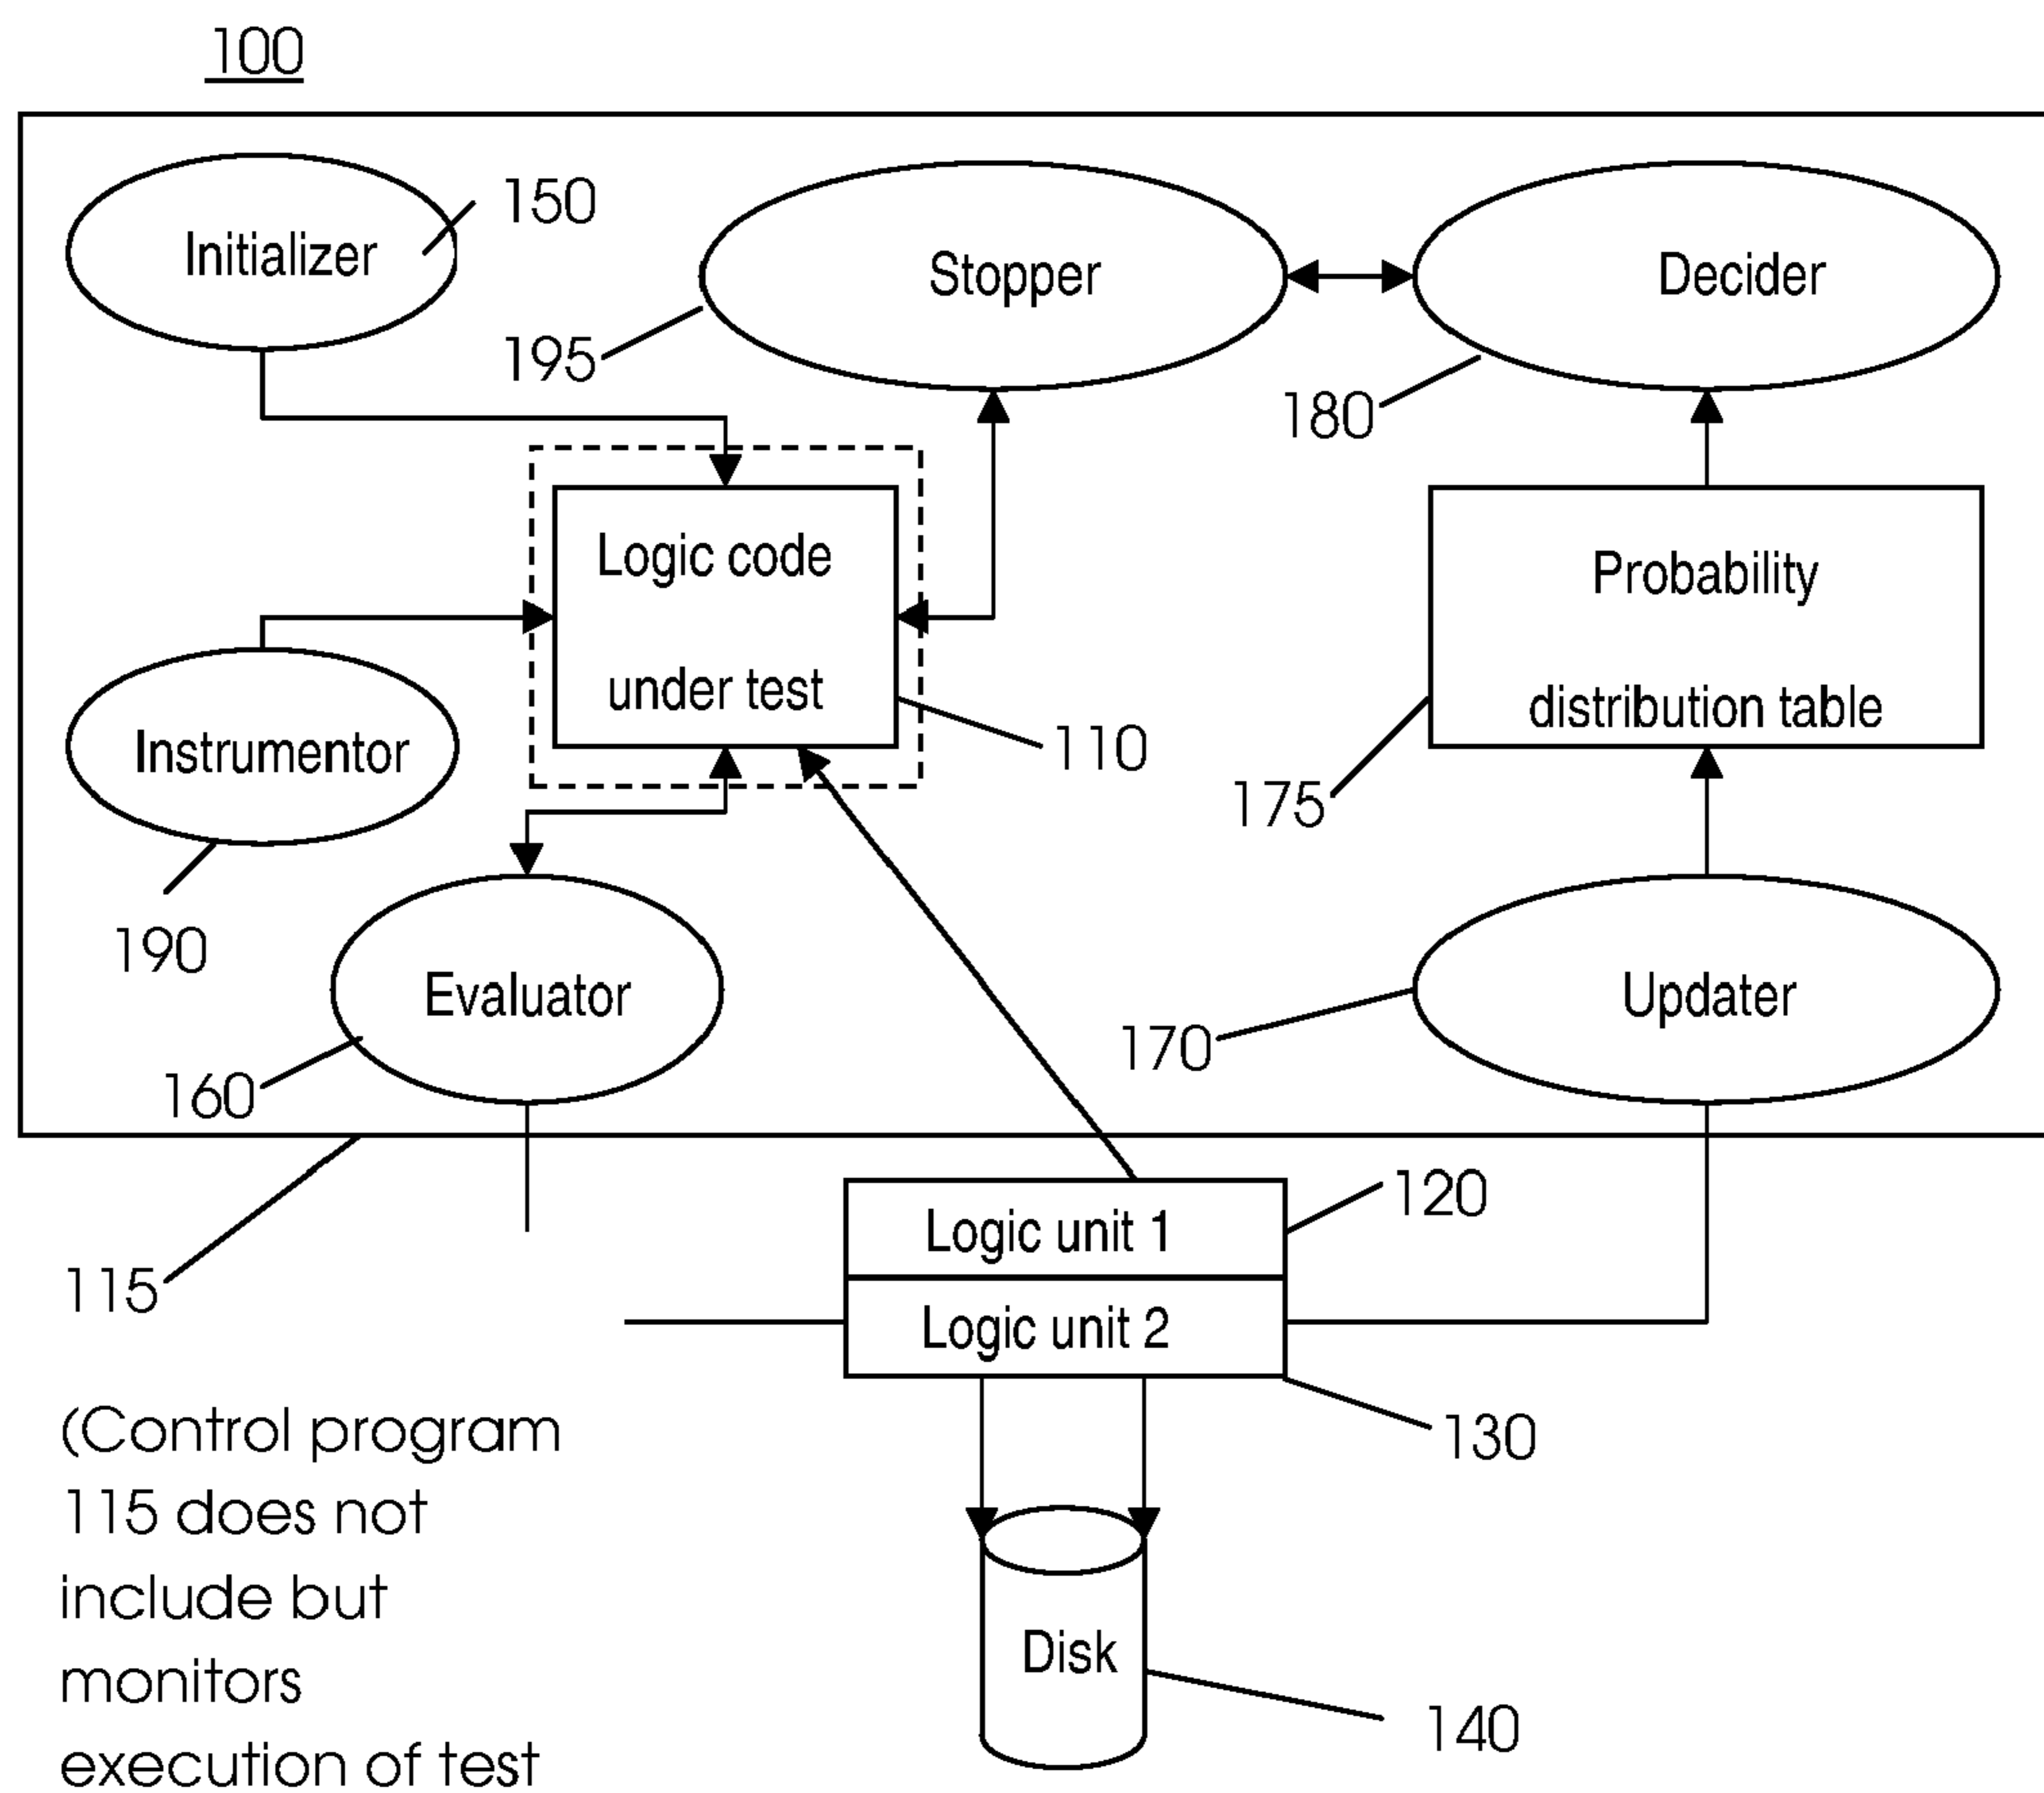 100
Initializer
150
Stopper
195
Decider
180
Logic code
under test
110
Probability
distribution table
175
Instrumentor
190
Evaluator
160
Updater
170
115
Logic unit 1
120
Logic unit 2
130
Disk
140
(Control program
115 does not
include but
monitors
execution of test